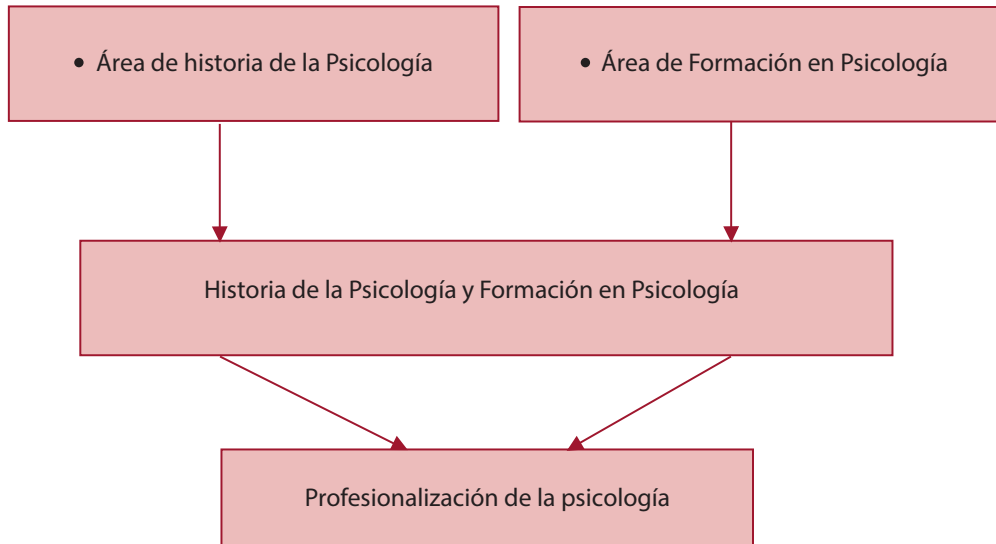 • Área de historia de la Psicología
• Área de Formación en Psicología
Historia de la Psicología y Formación en Psicología
Profesionalización de la psicología